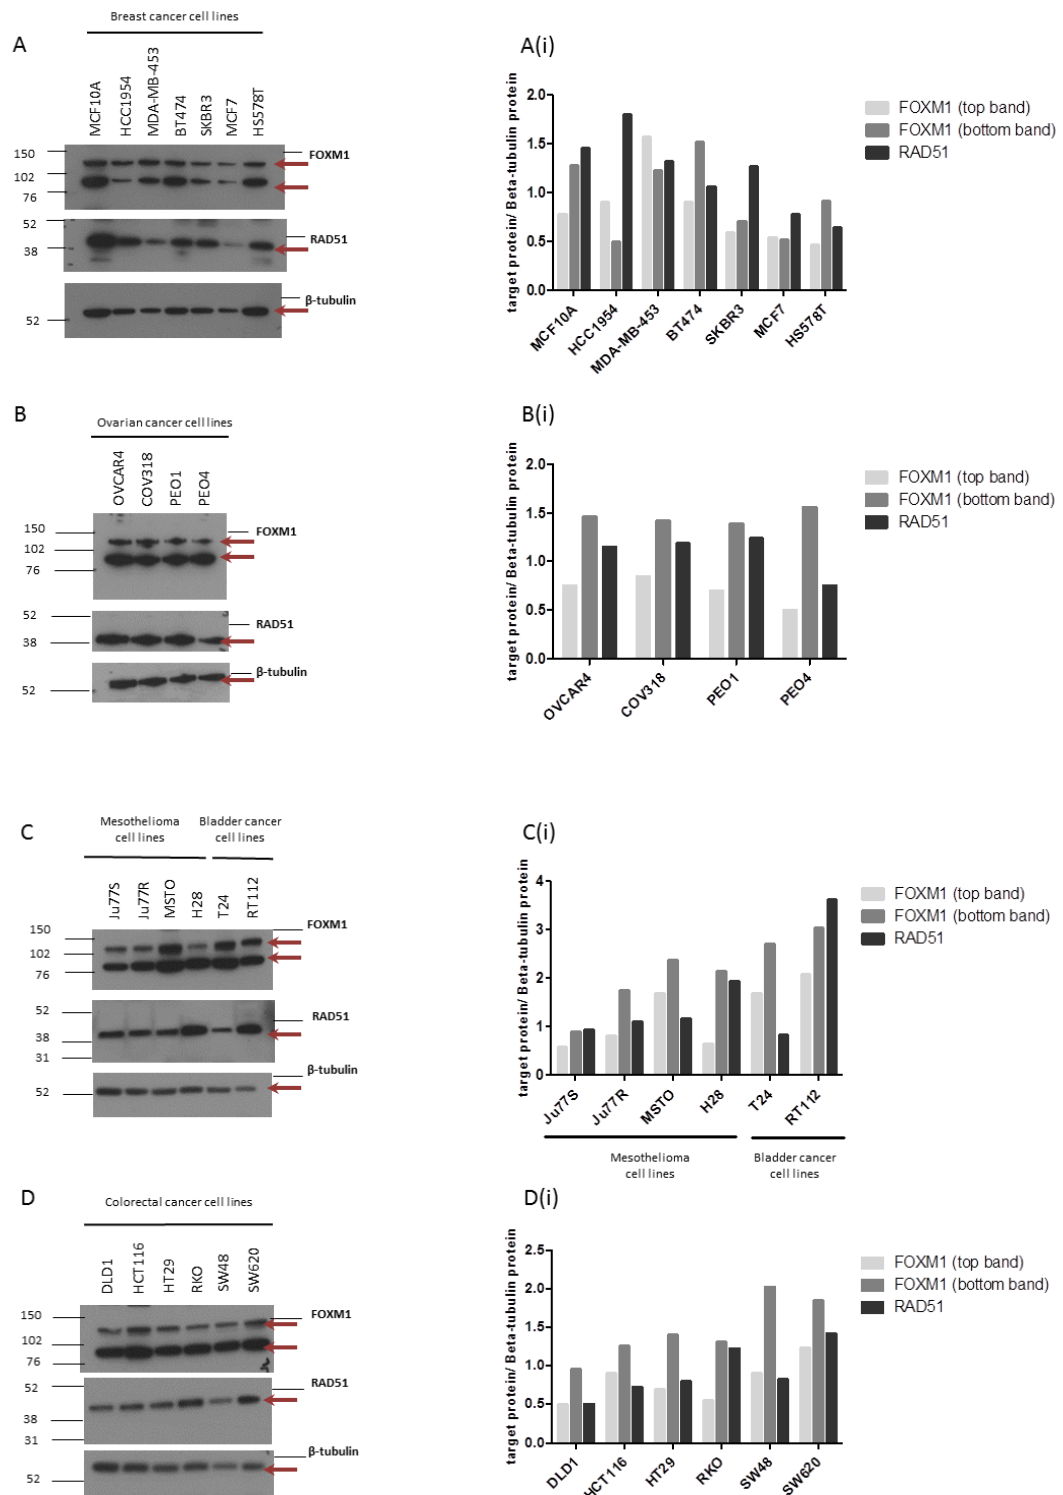 Breast cancer cell lines
A
MCF10A
HCC1954
MDA-MB-453
BT474
SKBR3
MCF7
HS578T
150
102
76
FOXM1
52
38
RAD51
β-tubulin
52
A(i)
target protein/ Beta-tubulin protein
2.0
1.5
1.0
0.5
0.0
MCF10A
HCC1954
MDA-MB-453
BT474
SKBR3
MCF7
HS578T
FOXM1 (top band)
FOXM1 (bottom band)
RAD51
B
Ovarian cancer cell lines
OVCAR4
COV318
PEO1
PEO4
150
102
76
FOXM1
52
38
RAD51
β-tubulin
52
B(i)
target protein/ Beta-tubulin protein
2.0
1.5
1.0
0.5
0.0
OVCAR4
COV318
PEO1
PEO4
FOXM1 (top band)
FOXM1 (bottom band)
RAD51
C
Mesothelioma
cell lines
Bladder cancer
cell lines
Ju77S
Ju77R
MSTO
H28
T24
RT112
150
102
76
FOXM1
52
38
31
RAD51
β-tubulin
52
C(i)
target protein/ Beta-tubulin protein
4
3
2
1
0
Ju77S
Ju77R
MSTO
H28
T24
RT112
Mesothelioma
cell lines
Bladder cancer
cell lines
FOXM1 (top band)
FOXM1 (bottom band)
RAD51
D
Colorectal cancer cell lines
DLD1
HCT116
HT29
RKO
SW48
SW620
150
102
76
FOXM1
52
38
31
RAD51
β-tubulin
52
D(i)
target protein/ Beta-tubulin protein
2.5
2.0
1.5
1.0
0.5
0.0
DLD1
HCT116
HT29
RKO
SW48
SW620
FOXM1 (top band)
FOXM1 (bottom band)
RAD51